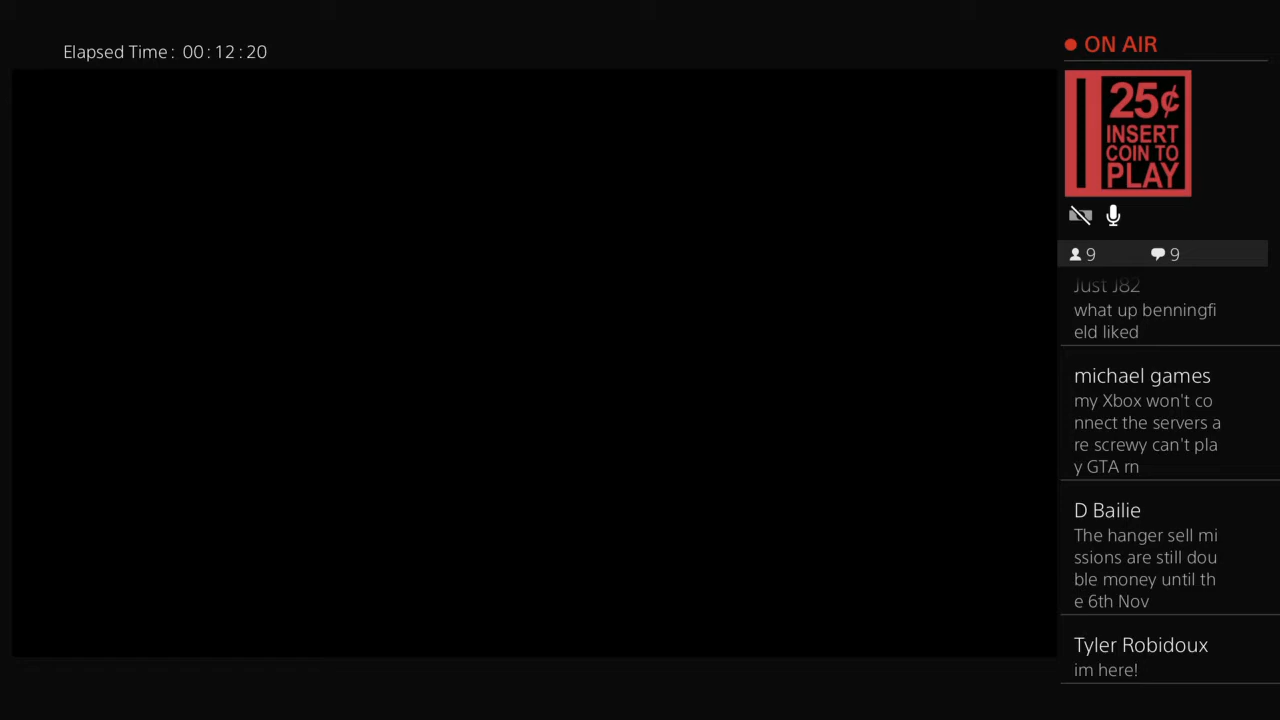 Elapsed Time: 00:12:20
ON AIR
25¢
INSERT
COIN TO
PLAY
9 9
Just J82
what up benningfi
eld liked
michael games
my Xbox won't co
nnect the servers a
re screwy can't pla
y GTA rn
D Bailie
The hanger sell mi
ssions are still dou
ble money until th
e 6th Nov
Tyler Robidoux
im here!